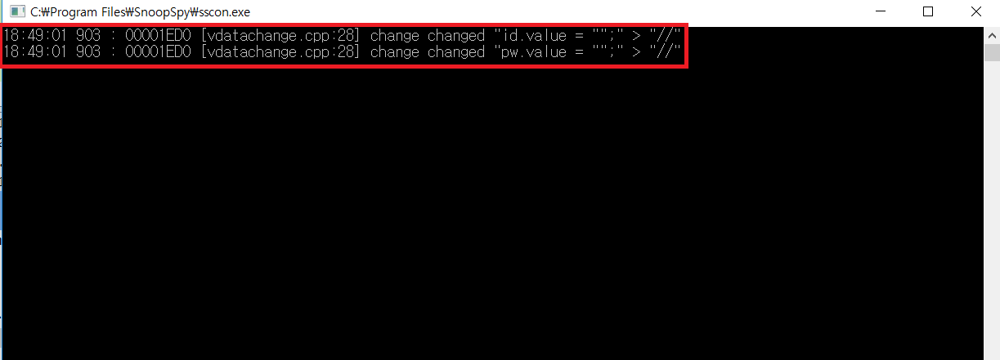 C:₩Program Files₩SnoopSpy₩sscon.exe
18:49:01 903 : 00001ED0 [vdatachange.cpp:28] change changed "id.value = "";" > "//"
18:49:01 903 : 00001ED0 [vdatachange.cpp:28] change changed "pw.value = "";" > "//"